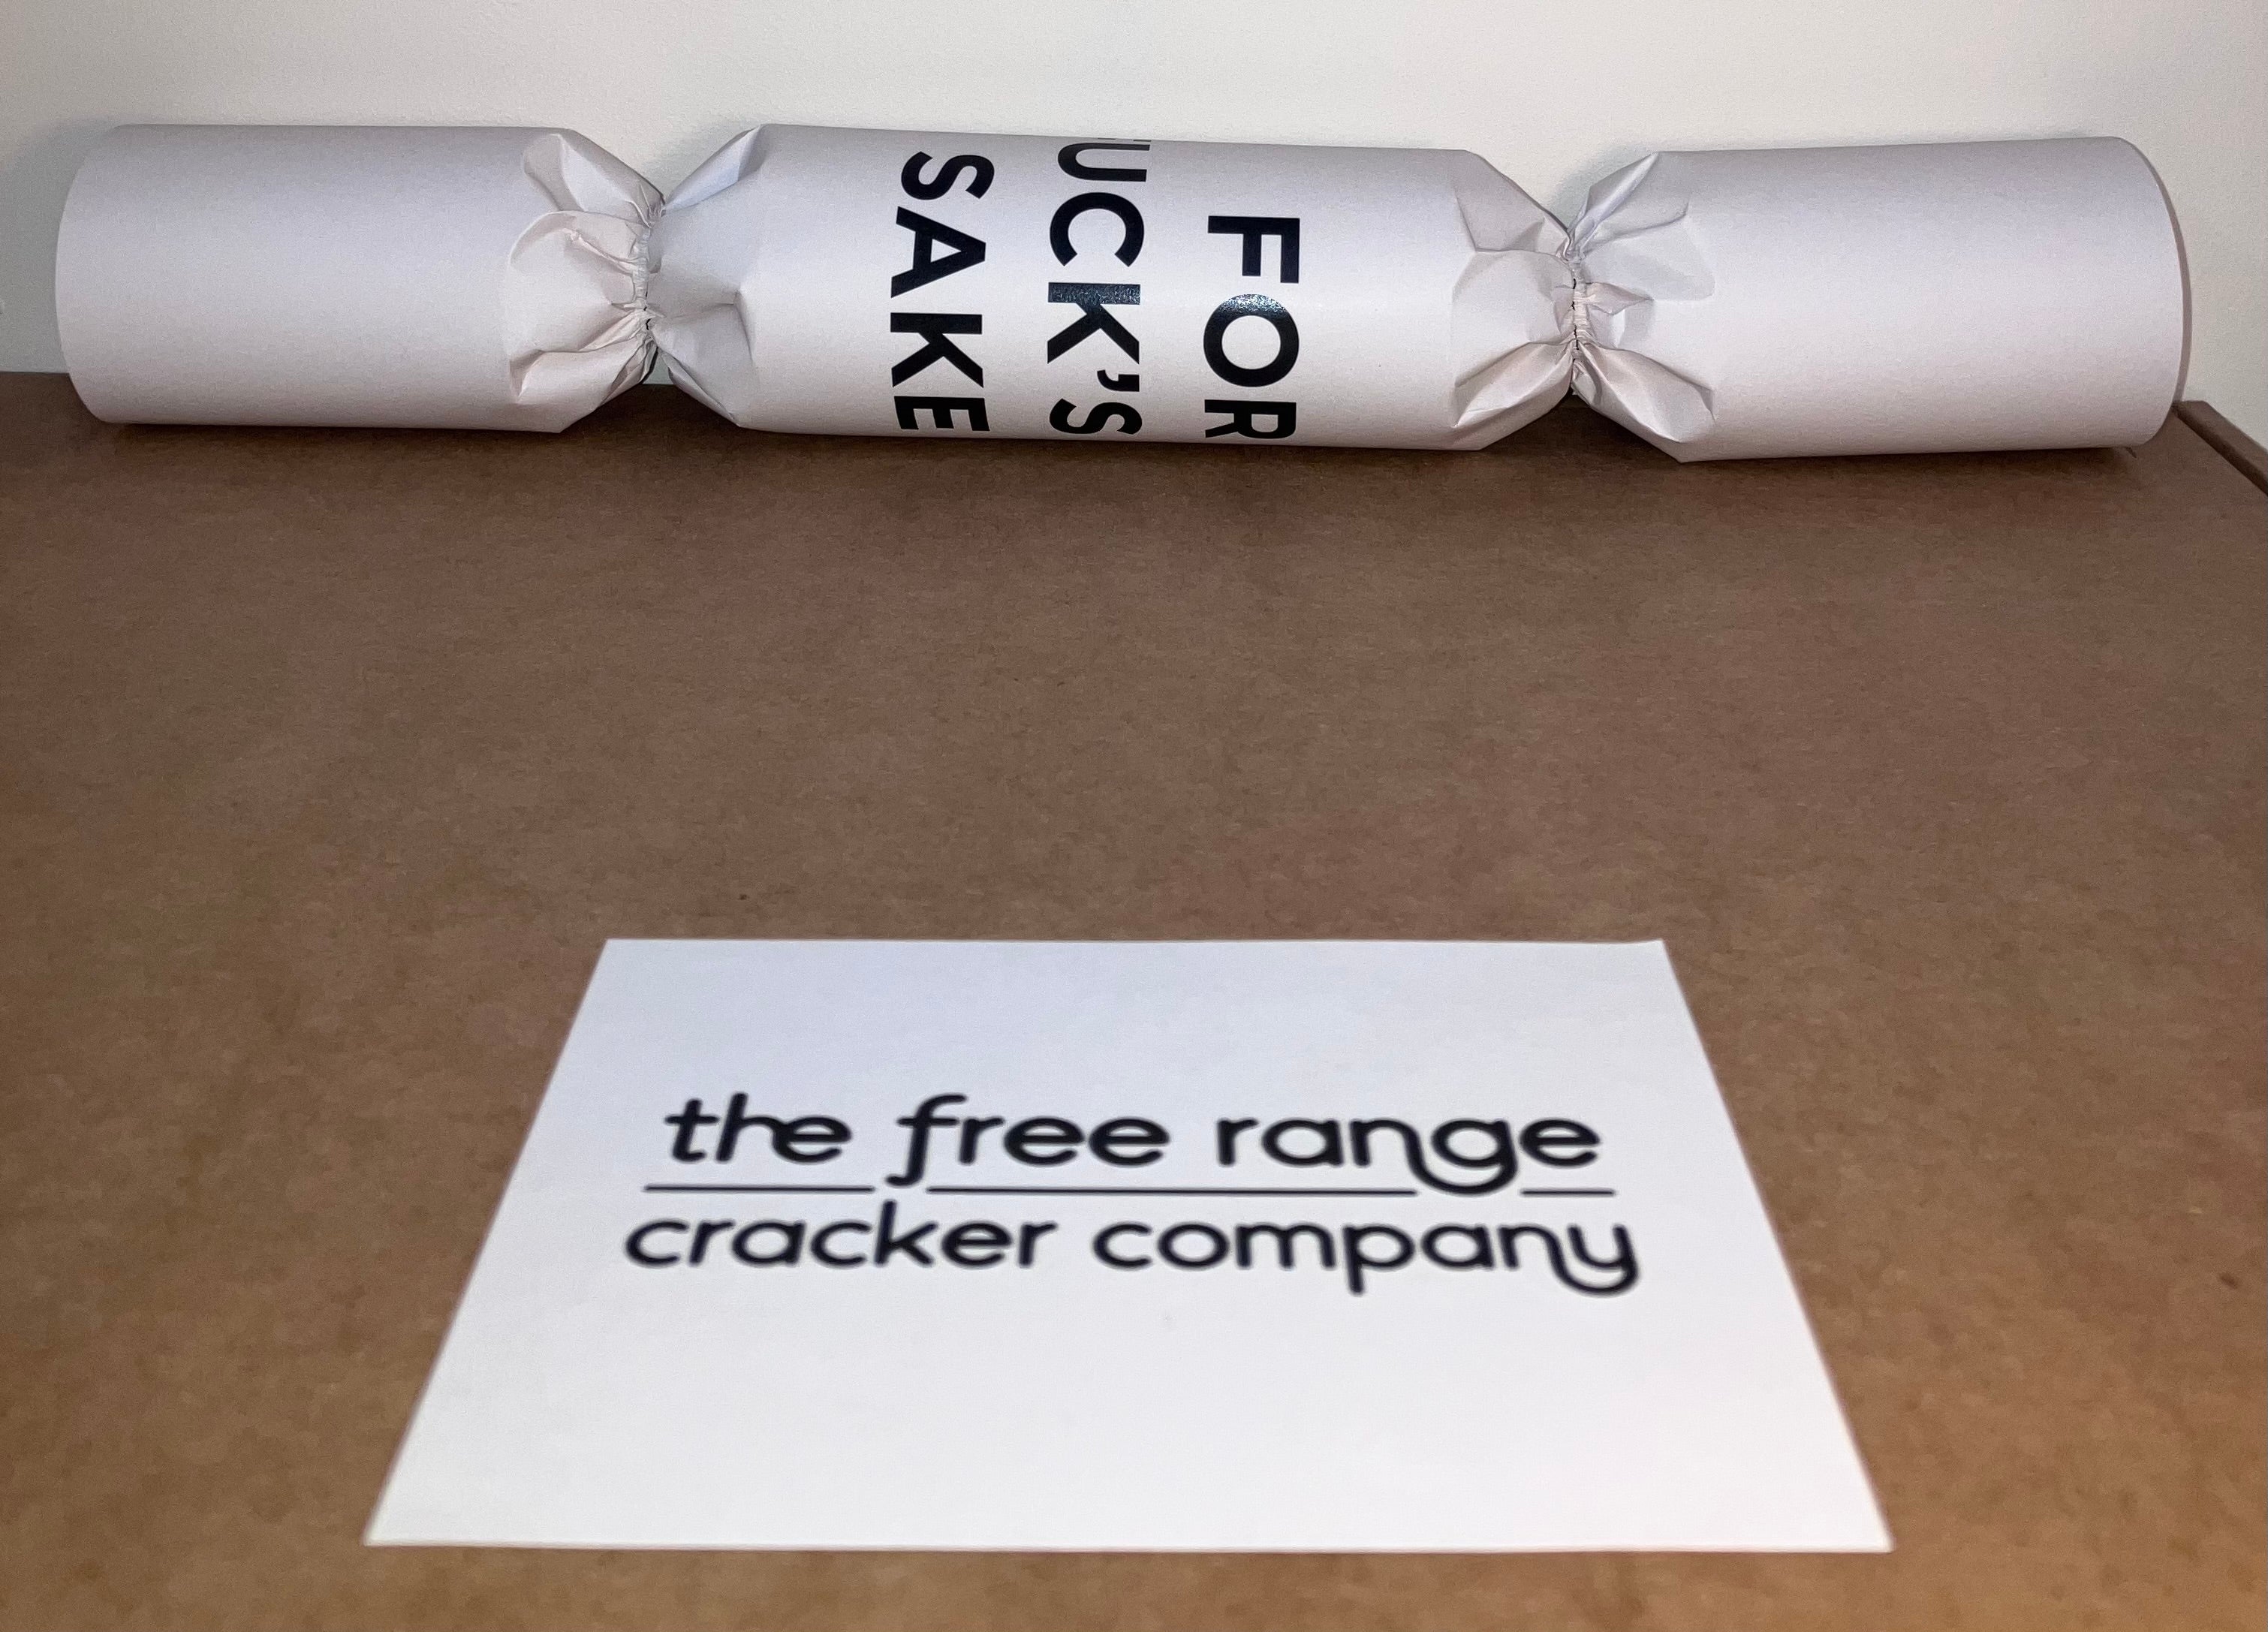 FOR
UCK'S
SAKE
the free range
cracker company